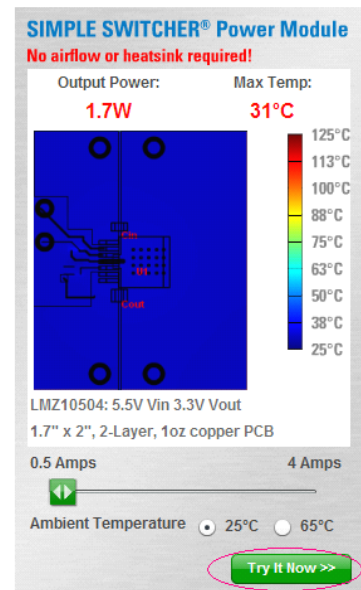 SIMPLE SWITCHER® Power Module
No airflow or heatsink required!
Output Power: Max Temp:
1.7W 31°C
125°C
113°C
100°C
88°C
75°C
63°C
50°C
38°C
25°C
Cin
U1
Cout
LMZ10504: 5.5V Vin 3.3V Vout
1.7" x 2", 2-Layer, 1oz copper PCB
0.5 Amps 4 Amps
Ambient Temperature 25°C 65°C
Try It Now >>